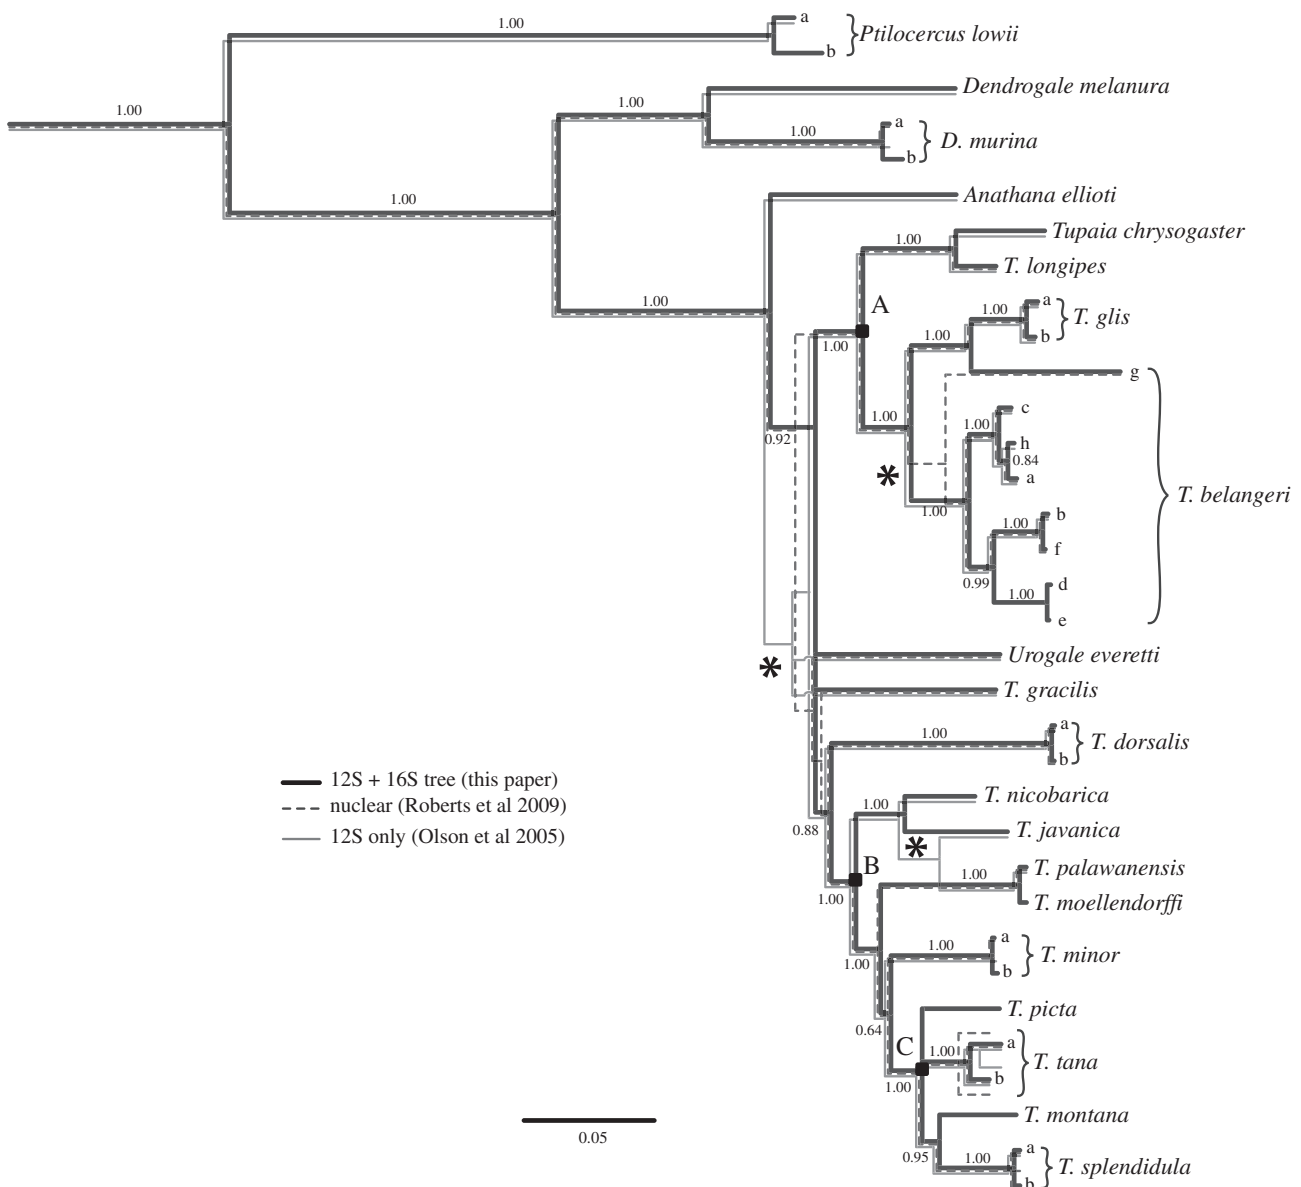 1.00
a
Ptilocercus lowii
b
1.00
1.00
Dendrogale melanura
1.00
a
D. murina
b
1.00
Anathana ellioti
1.00
Tupaia chrysogaster
T. longipes
1.00
A
1.00
1.00
a
T. glis
b
g
1.00
0.92
*
1.00
c
h
0.84
a
T. belangeri
1.00
1.00
b
f
0.99
1.00
d
e
Urogale everetti
*
T. gracilis
1.00
a
T. dorsalis
b
12S + 16S tree (this paper)
nuclear (Roberts et al 2009)
12S only (Olson et al 2005)
0.88
1.00
T. nicobarica
T. javanica
*
B
1.00
1.00
T. palawanensis
T. moellendorffi
1.00
1.00
a
T. minor
b
0.64
T. picta
C
1.00
a
T. tana
b
1.00
T. montana
0.95
1.00
a
T. splendidula
b
0.05